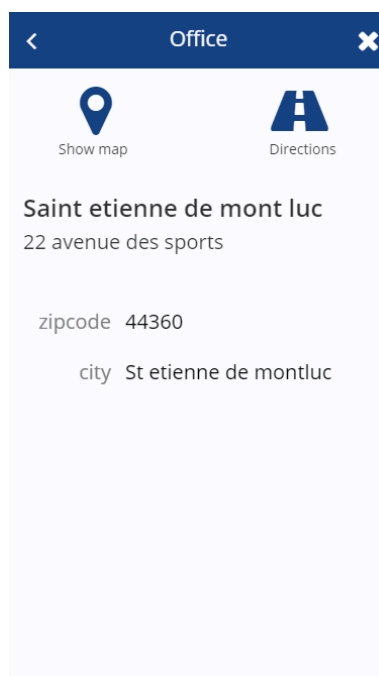 Office
Show map
Directions
Saint etienne de mont luc
22 avenue des sports
zipcode 44360
city St etienne de montluc